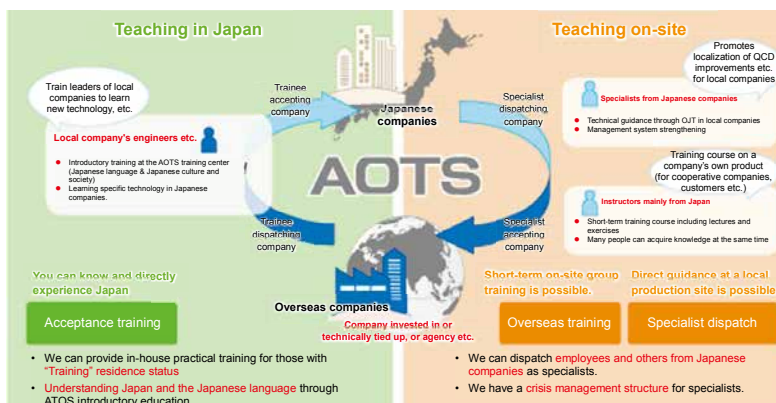 Teaching in Japan
Teaching on-site
Train leaders of local
companies to learn
new technology, etc.
Local company's engineers etc.
● Introductory training at the AOTS training center
(Japanese language & Japanese culture and
society)
● Learning specific technology in Japanese
companies.
Trainee
accepting
company
Japanese
companies
Specialist
dispatching
company
Promotes
localization of QCD
improvements etc.
for local companies
Specialists from Japanese companies
● Technical guidance through OJT in local companies
● Management system strengthening
AOTS
Training course on a
company's own product
(for cooperative companies,
customers etc.)
Instructors mainly from Japan
● Short-term training course including lectures and
exercises
● Many people can acquire knowledge at the same time
Trainee
dispatching
company
Specialist
accepting
company
Overseas companies
Company invested in or
technically tied up, or agency etc.
You can know and directly
experience Japan
Acceptance training
Short-term on-site group
training is possible.
Overseas training
Direct guidance at a local
production site is possible
Specialist dispatch
• We can provide in-house practical training for those with
“Training” residence status
• Understanding Japan and the Japanese language through
ATOS introductory education
• We can dispatch employees and others from Japanese
companies as specialists.
• We have a crisis management structure for specialists.